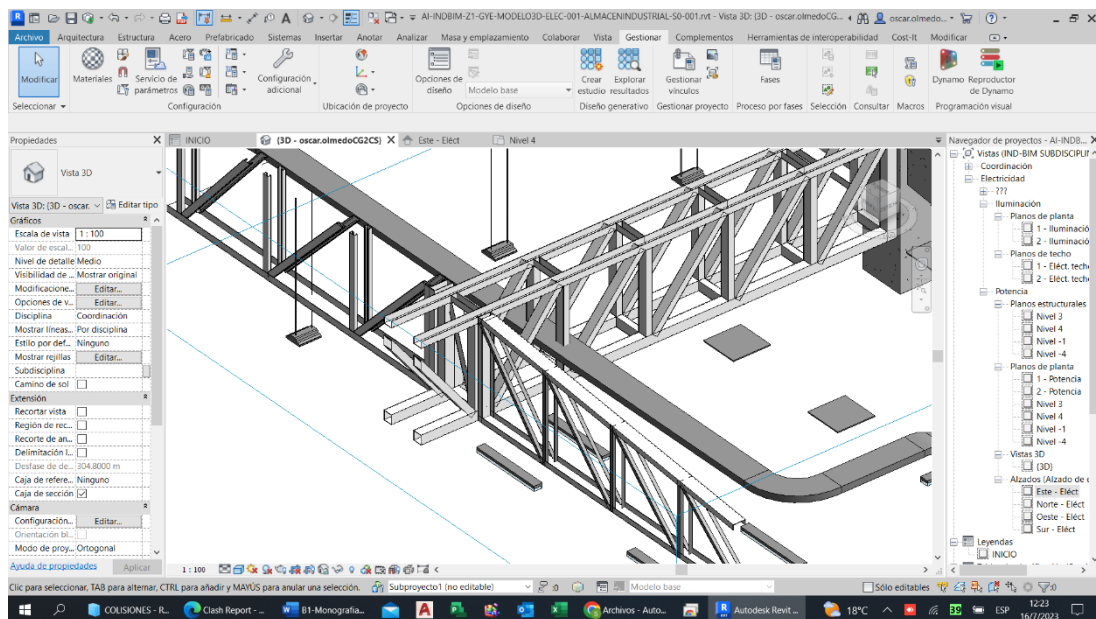 AI-INDBIM-Z1-GYE-MODELO3D-ELEC-001-ALMACENINDUSTRIAL-S0-001.rvt - Vista 3D: {3D - oscar.olmedoCG...
oscar.olmedo...
Archivo Arquitectura Estructura Acero Prefabricado Sistemas Insertar Anotar Analizar Masa y emplazamiento Colaborar Vista Gestionar Complementos Herramientas de interoperabilidad Cost-It Modificar
Modificar
Materiales
Servicio de parámetros
Configuración adicional
Opciones de diseño
Modelo base
Crear estudio
Explorar resultados
Gestionar vínculos
Fases
Dynamo
Reproductor de Dynamo
Seleccionar
Configuración
Ubicación de proyecto
Opciones de diseño
Diseño generativo
Gestionar proyecto
Proceso por fases
Selección
Consultar
Macros
Programación visual
Propiedades
INICIO
{3D - oscar.olmedoCG2CS}
Este - Eléct
Nivel 4
Navegador de proyectos - AI-INDB...
Vista 3D
Vista 3D: {3D - oscar.
Editar tipo
Gráficos
Escala de vista 1 : 100
Valor de escal... 100
Nivel de detalle Medio
Visibilidad de ... Mostrar original
Modificacione... Editar...
Opciones de v... Editar...
Disciplina Coordinación
Mostrar líneas... Por disciplina
Estilo por def... Ninguno
Mostrar rejillas Editar...
Subdisciplina
Camino de sol
Extensión
Recortar vista
Región de rec...
Recorte de an...
Delimitación l...
Desfase de de... 304.8000 m
Caja de refere... Ninguno
Caja de sección
Cámara
Configuración... Editar...
Orientación bl...
Modo de proy... Ortogonal
Ayuda de propiedades
Aplicar
Vistas (IND-BIM SUBDISCIPLIN
Coordinación
Electricidad
???
Iluminación
Planos de planta
1 - Iluminació
2 - Iluminació
Planos de techo
1 - Eléct. tech
2 - Eléct. tech
Potencia
Planos estructurales
Nivel 3
Nivel 4
Nivel -1
Nivel -4
Planos de planta
1 - Potencia
2 - Potencia
Nivel 3
Nivel 4
Nivel -1
Nivel -4
Vistas 3D
{3D}
Alzados (Alzado de e
Este - Eléct
Norte - Eléct
Oeste - Eléct
Sur - Eléct
Leyendas
INICIO
1 : 100
Clic para seleccionar, TAB para alternar, CTRL para añadir y MAYÚS para anular una selección.
Subproyecto1 (no editable)
:0
Modelo base
Sólo editables
:0
COLISIONES - R...
Clash Report - ...
B1-Monografia...
Archivos - Auto...
Autodesk Revit ...
18°C
39
ESP
12:23
16/7/2023